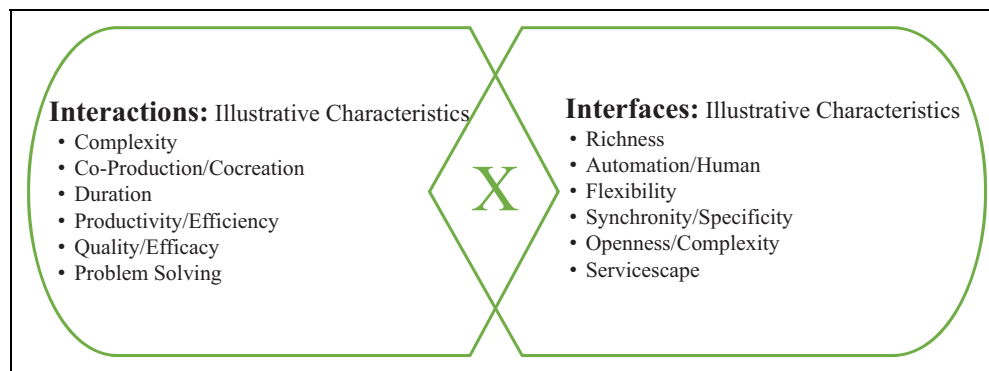 Interactions: Illustrative Characteristics
• Complexity
• Co-Production/Cocreation
• Duration
• Productivity/Efficiency
• Quality/Efficacy
• Problem Solving
X
Interfaces: Illustrative Characteristics
• Richness
• Automation/Human
• Flexibility
• Synchronity/Specificity
• Openness/Complexity
• Servicescape